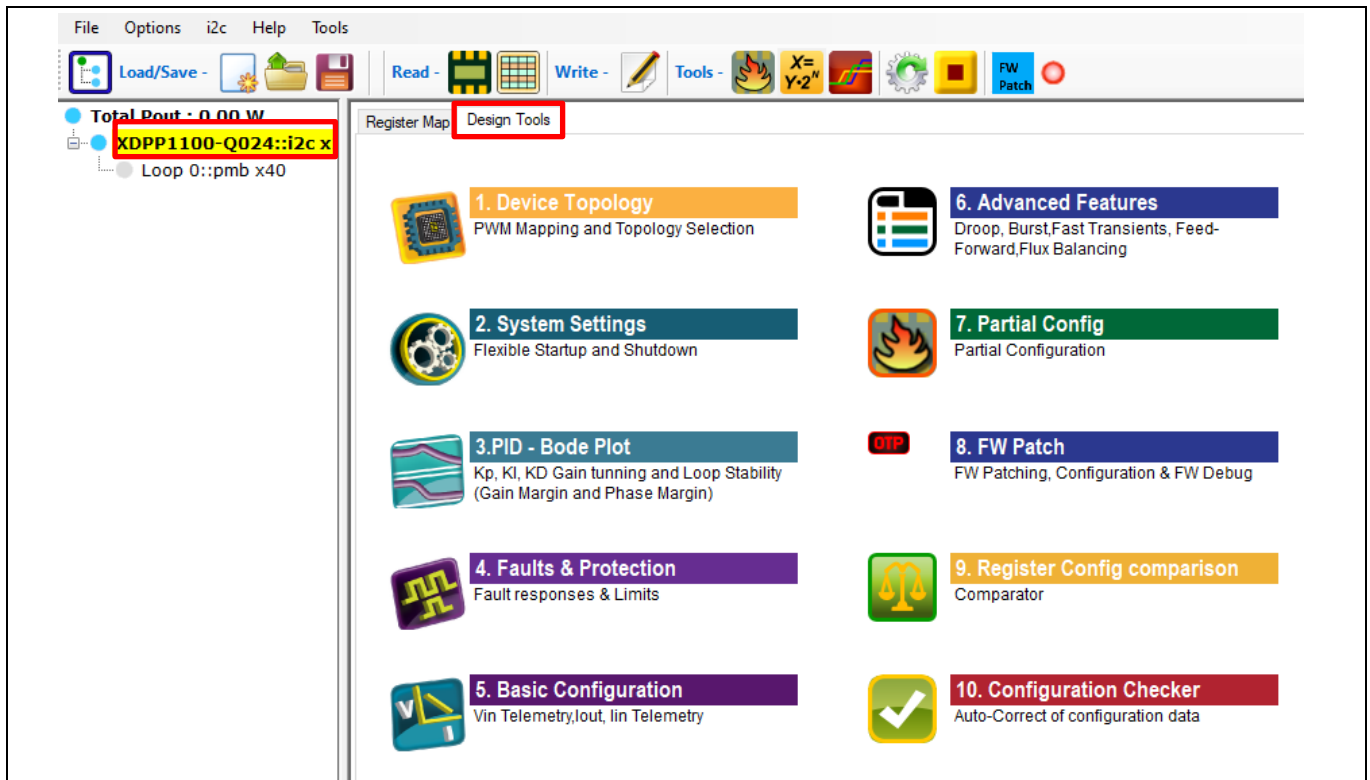 File Options i2c Help Tools
Load/Save - Read - Write - Tools - X= Y·2ᴺ FW Patch
Total Pout : 0.00 W
XDPP1100-Q024::i2c x
Loop 0::pmb x40
Register Map Design Tools
1. Device Topology
PWM Mapping and Topology Selection
2. System Settings
Flexible Startup and Shutdown
3.PID - Bode Plot
Kp, KI, KD Gain tunning and Loop Stability
(Gain Margin and Phase Margin)
4. Faults & Protection
Fault responses & Limits
V
I
5. Basic Configuration
Vin Telemetry,Iout, Iin Telemetry
6. Advanced Features
Droop, Burst,Fast Transients, Feed-
Forward,Flux Balancing
7. Partial Config
Partial Configuration
OTP
8. FW Patch
FW Patching, Configuration & FW Debug
9. Register Config comparison
Comparator
10. Configuration Checker
Auto-Correct of configuration data